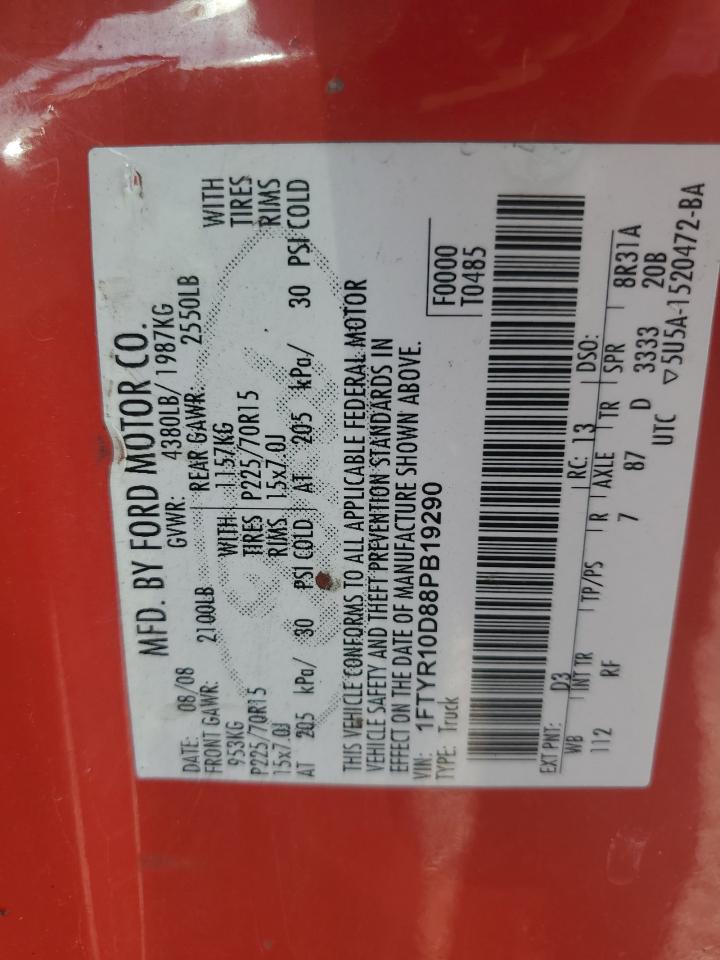 MFD. BY FORD MOTOR CO.
DATE: 08/08 GVWR: 4380LB/ 1987KG
FRONT GAWR: 2100LB REAR GAWR: 2550LB
953KG WITH 1157KG WITH
P225/70R15 TIRES P225/70R15 TIRES
15x7.0J RIMS 15x7.0J RIMS
AT 205 kPa/ 30 PSI COLD AT 205 kPa/ 30 PSI COLD
THIS VEHICLE CONFORMS TO ALL APPLICABLE FEDERAL MOTOR
VEHICLE SAFETY AND THEFT PREVENTION STANDARDS IN
EFFECT ON THE DATE OF MANUFACTURE SHOWN ABOVE.
VIN: 1FTYR10D88PB19290 F0000
TYPE: Truck T0485
EXT PNT: D3 RC: 13 DSO:
WB INT TR TP/PS R AXLE TR SPR 8R31A
112 RF 7 87 D 3333 20B
UTC ▽5U5A-1520472-BA